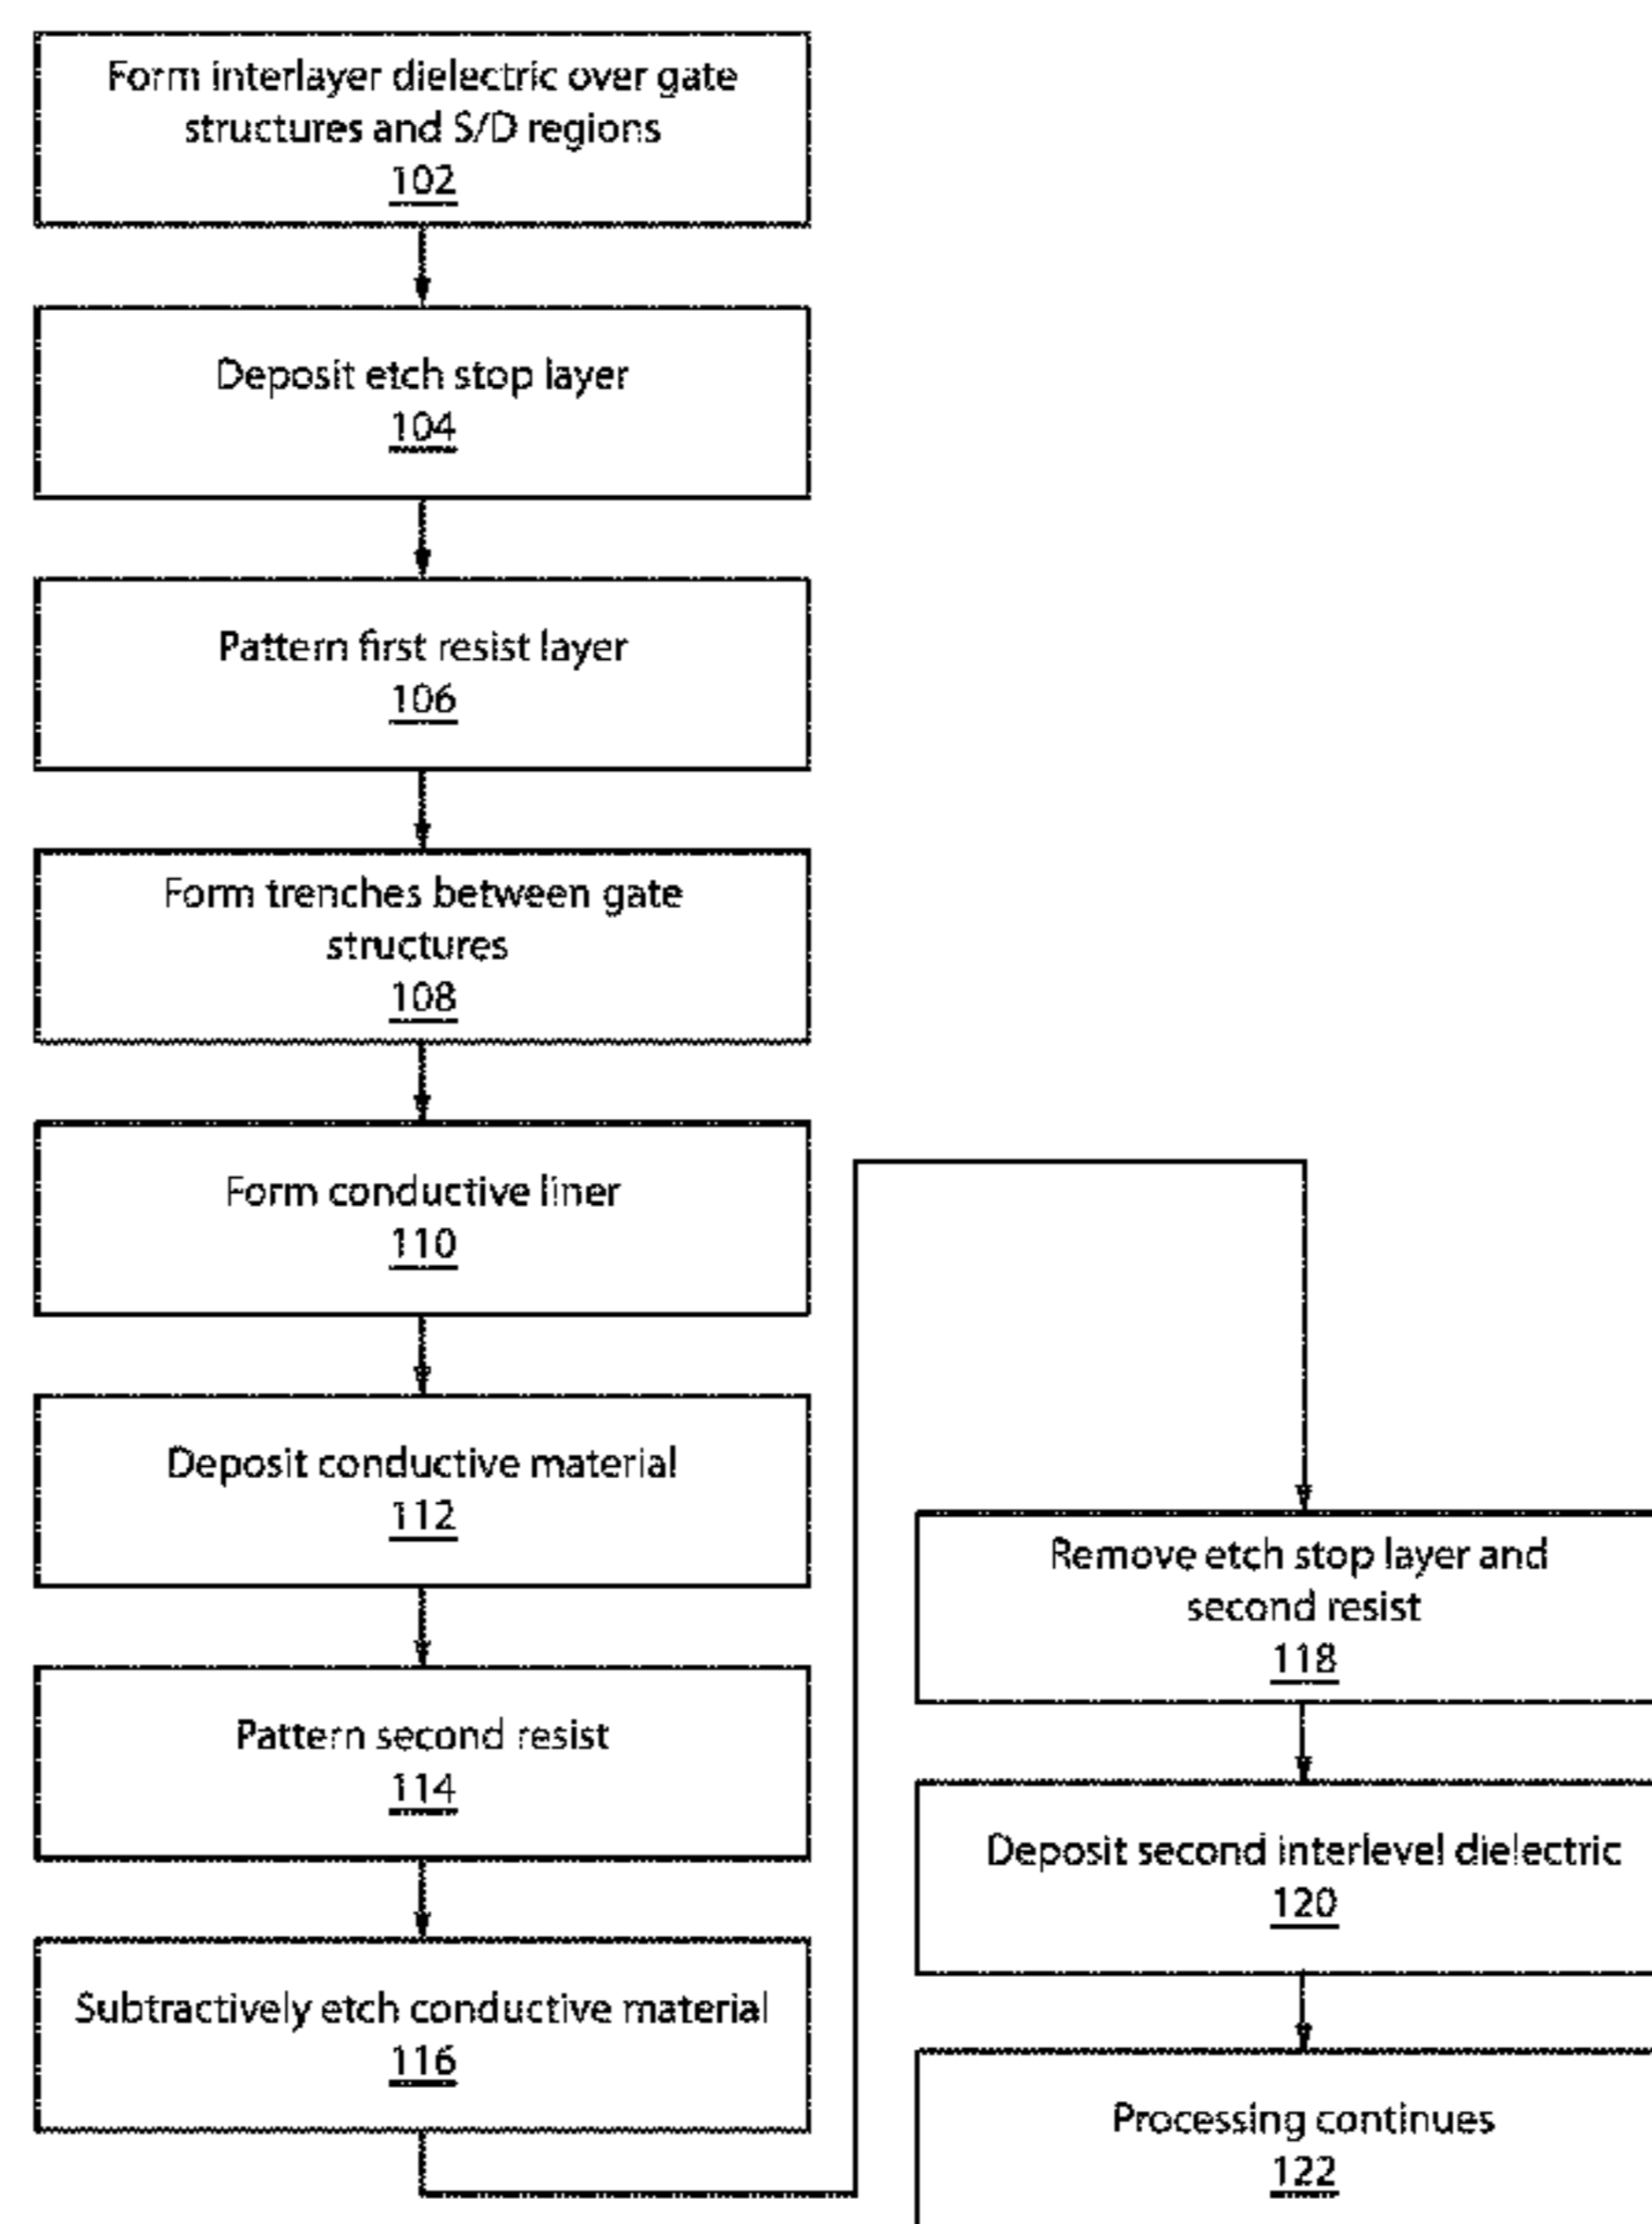 Form interlayer dielectric over gate
structures and S/D regions
102
Deposit etch stop layer
104
Pattern first resist layer
106
Form trenches between gate
structures
108
Form conductive liner
110
Deposit conductive material
112
Pattern second resist
114
Subtractively etch conductive material
116
Remove etch stop layer and
second resist
118
Deposit second interlevel dielectric
120
Processing continues
122